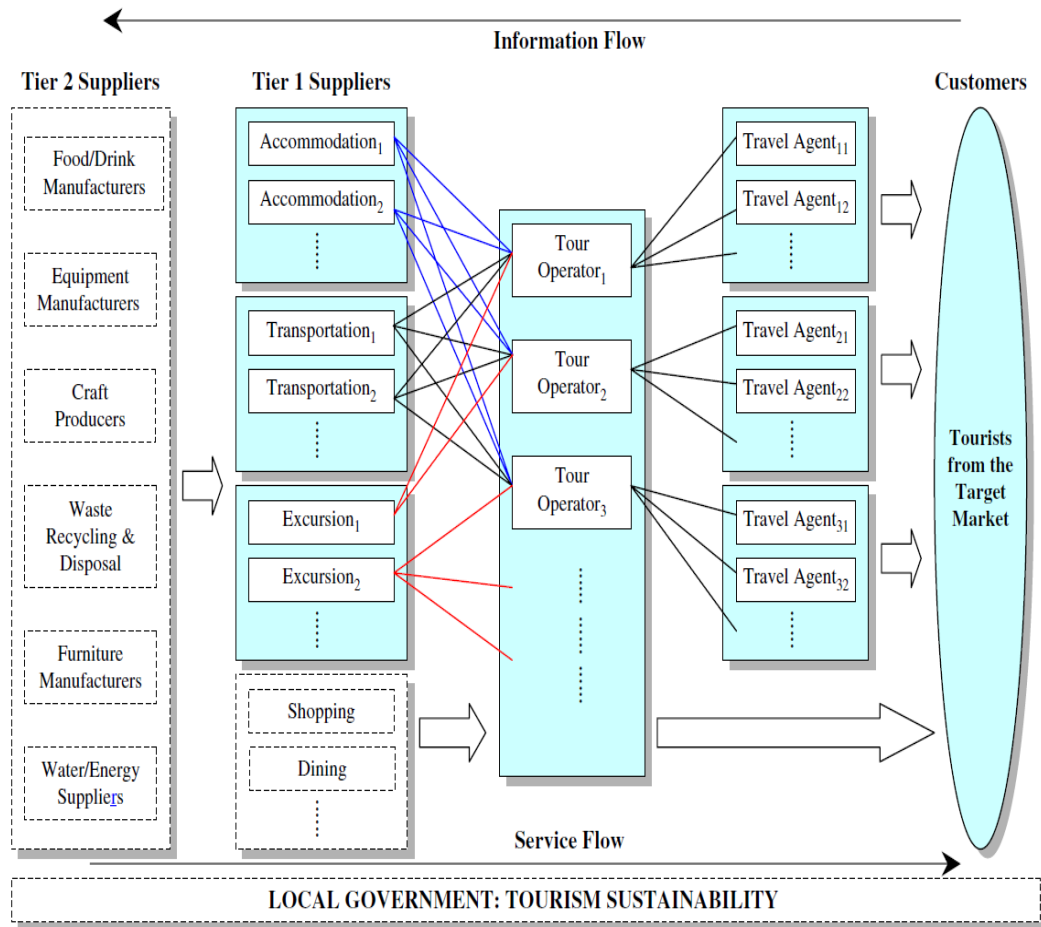 Information Flow
Tier 2 Suppliers
Food/Drink
Manufacturers
Equipment
Manufacturers
Craft
Producers
Waste
Recycling &
Disposal
Furniture
Manufacturers
Water/Energy
Suppliers
Tier 1 Suppliers
Accommodation1
Accommodation2
Transportation1
Transportation2
Excursion1
Excursion2
Shopping
Dining
Tour
Operator1
Tour
Operator2
Tour
Operator3
Travel Agent11
Travel Agent12
Travel Agent21
Travel Agent22
Travel Agent31
Travel Agent32
Customers
Tourists
from the
Target
Market
Service Flow
LOCAL GOVERNMENT: TOURISM SUSTAINABILITY